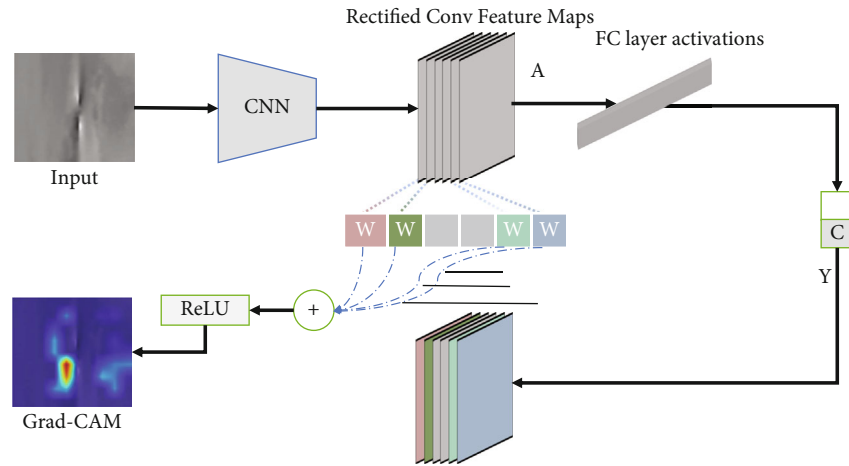 Rectified Conv Feature Maps
FC layer activations
A
CNN
Input
W W W W
C
Y
ReLU
+
Grad-CAM